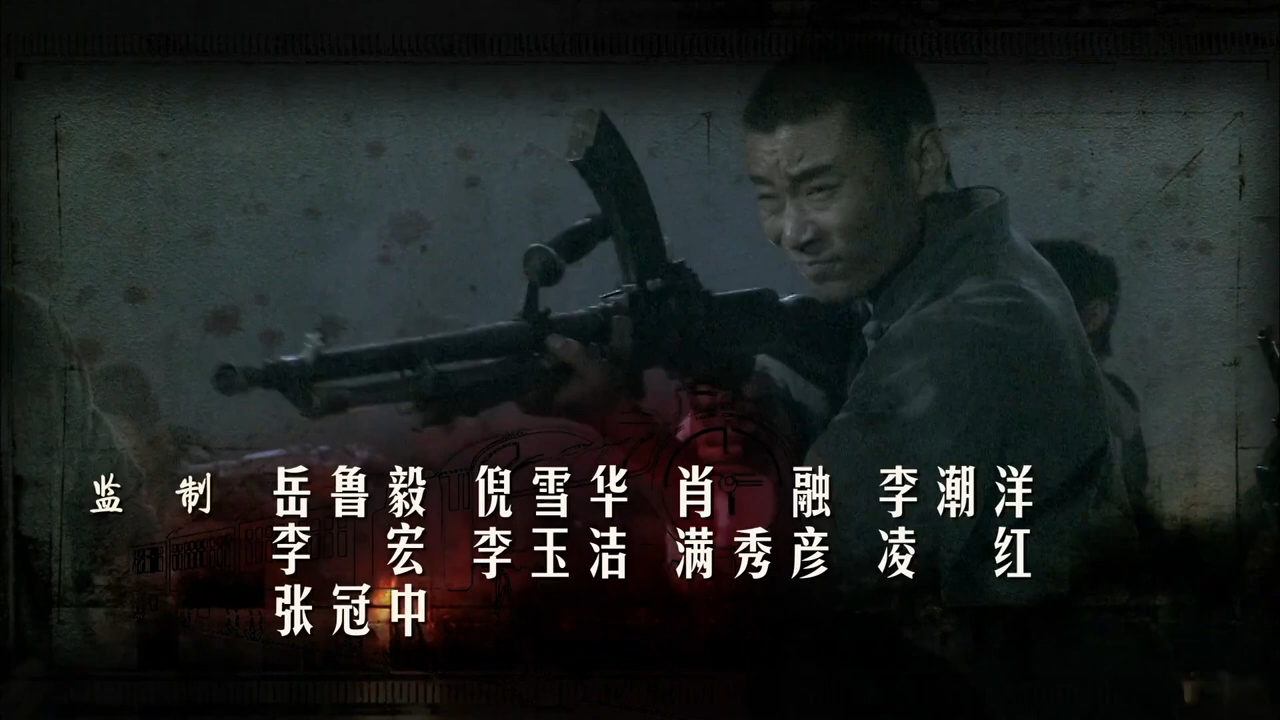 监 制 岳鲁毅 倪雪华 肖 融 李潮洋
李 宏 李玉洁 满秀彦 凌 红
张冠中